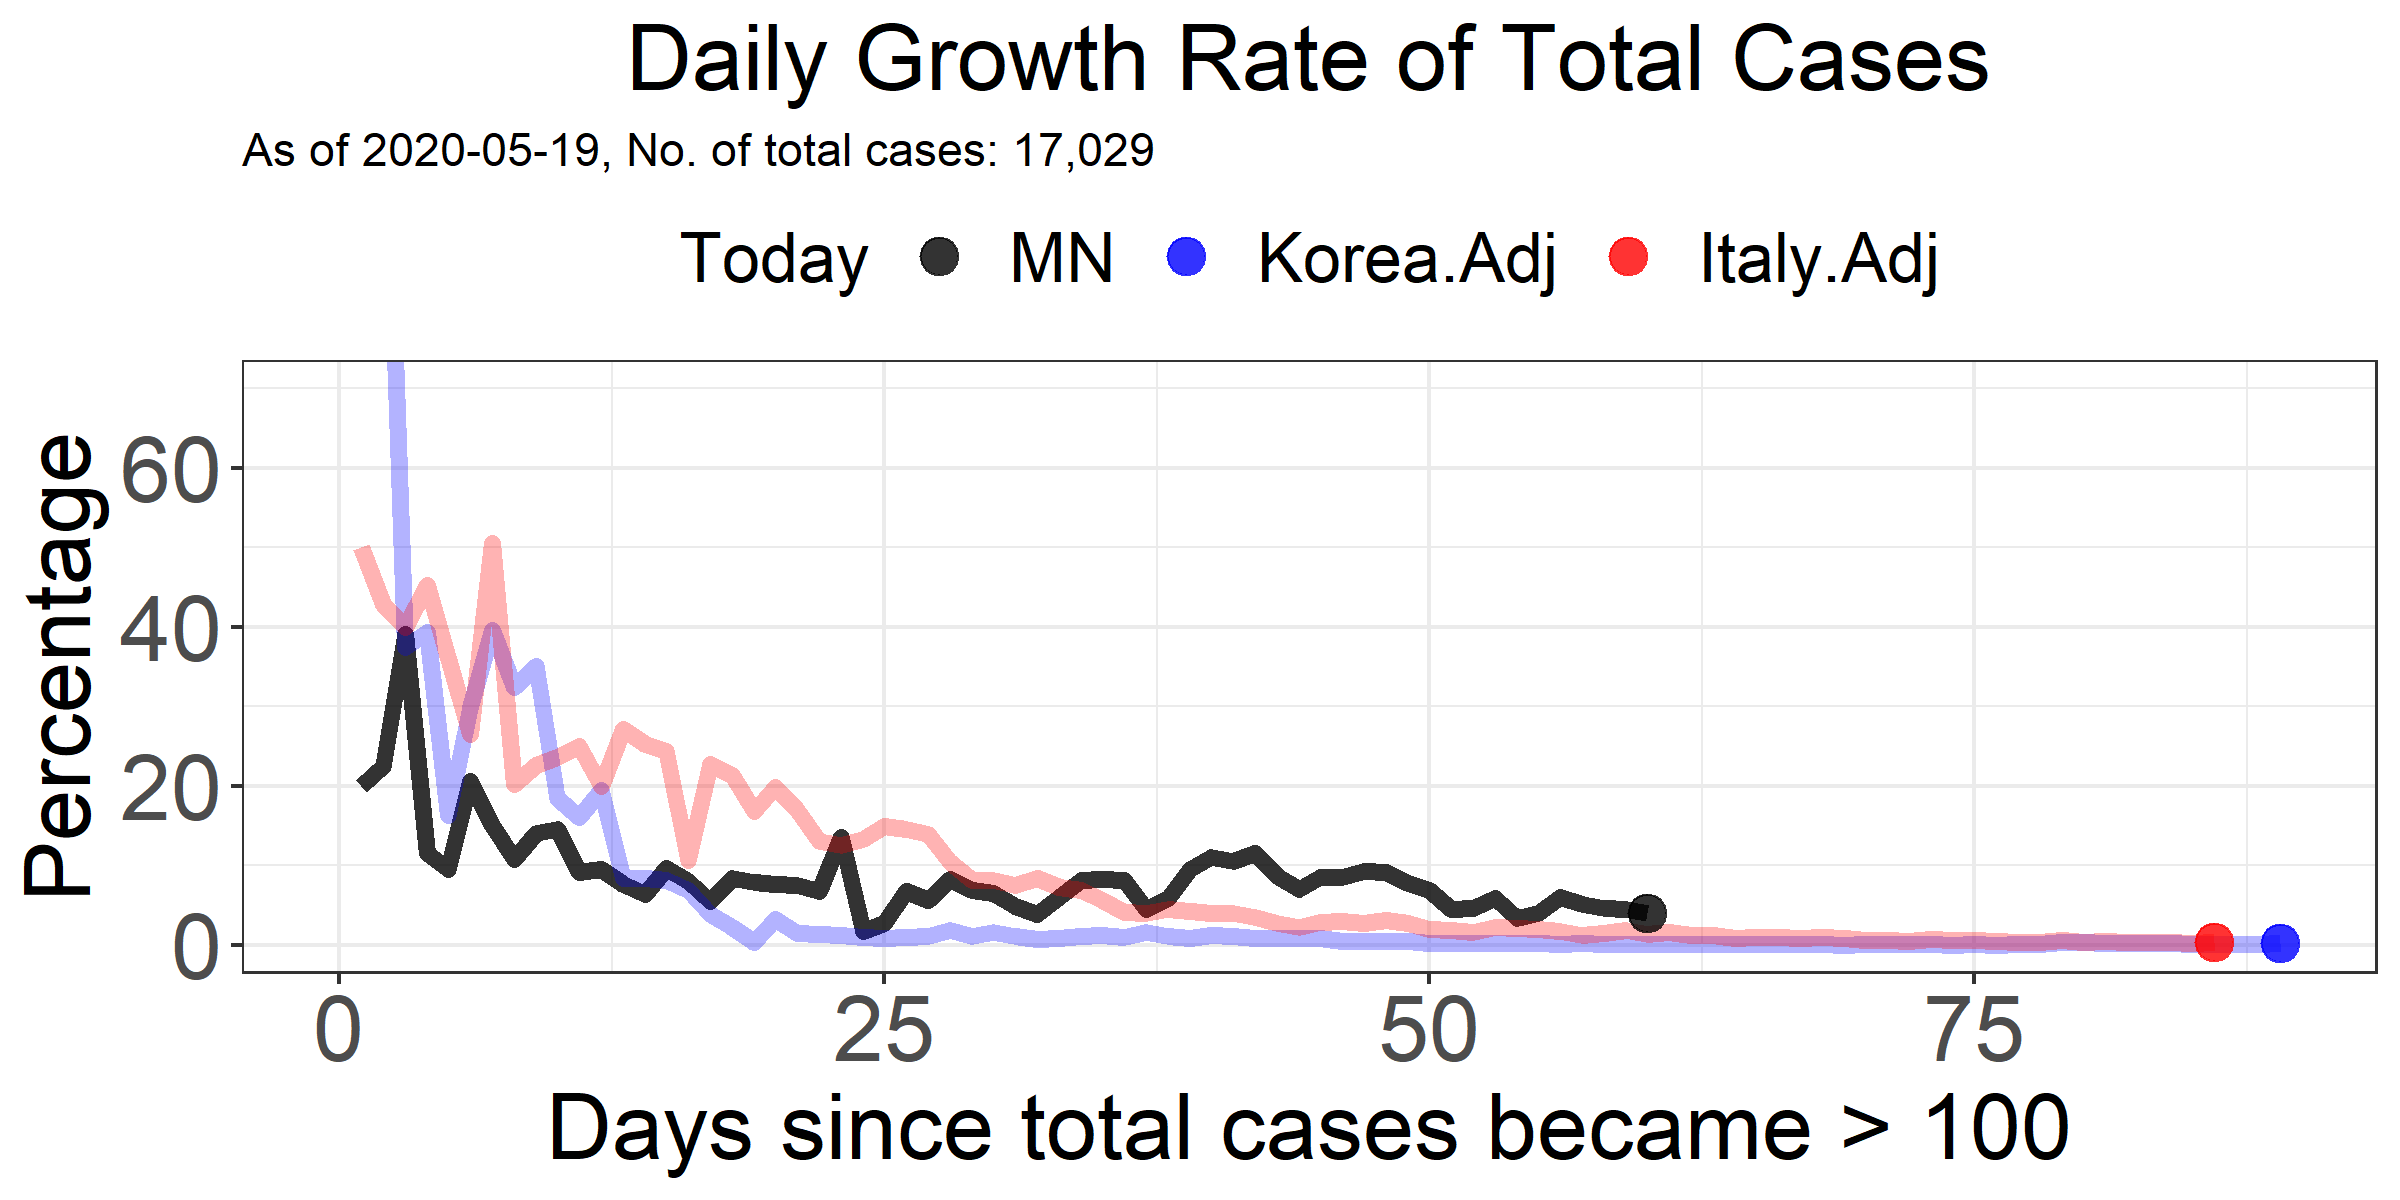 Daily Growth Rate of Total Cases
As of 2020-05-19, No. of total cases: 17,029
Today MN Korea.Adj Italy.Adj
Percentage
60
40
20
0
0 25 50 75
Days since total cases became > 100